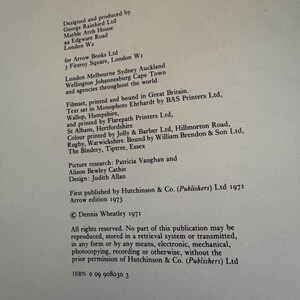 Designed and produced by
George Rainbird Ltd
Marble Arch House
44 Edgware Road
London W2
for Arrow Books Ltd
3 Fitzroy Square, London W1
London Melbourne Sydney Auckland
Wellington Johannesburg Cape Town
and agencies throughout the world
Filmset, printed and bound in Great Britain.
Text set in Monophoto Ehrhardt by BAS Printers Ltd,
Wallop, Hampshire,
and printed by Flarepath Printers Ltd,
St Albans, Hertfordshire
Colour printed by Jolly & Barber Ltd, Hillmorton Road,
Rugby, Warwickshire. Bound by William Brendon & Son Ltd,
The Bindery, Tiptree, Essex
Picture research: Patricia Vaughan and
Alison Bewley Cathie
Design: Judith Allan
First published by Hutchinson & Co. (Publishers) Ltd 1971
Arrow edition 1973
© Dennis Wheatley 1971
All rights reserved. No part of this publication may be
reproduced, stored in a retrieval system or transmitted,
in any form or by any means, electronic, mechanical,
photocopying, recording or otherwise, without the
prior permission of Hutchinson & Co. (Publishers) Ltd
ISBN 0 09 908030 3